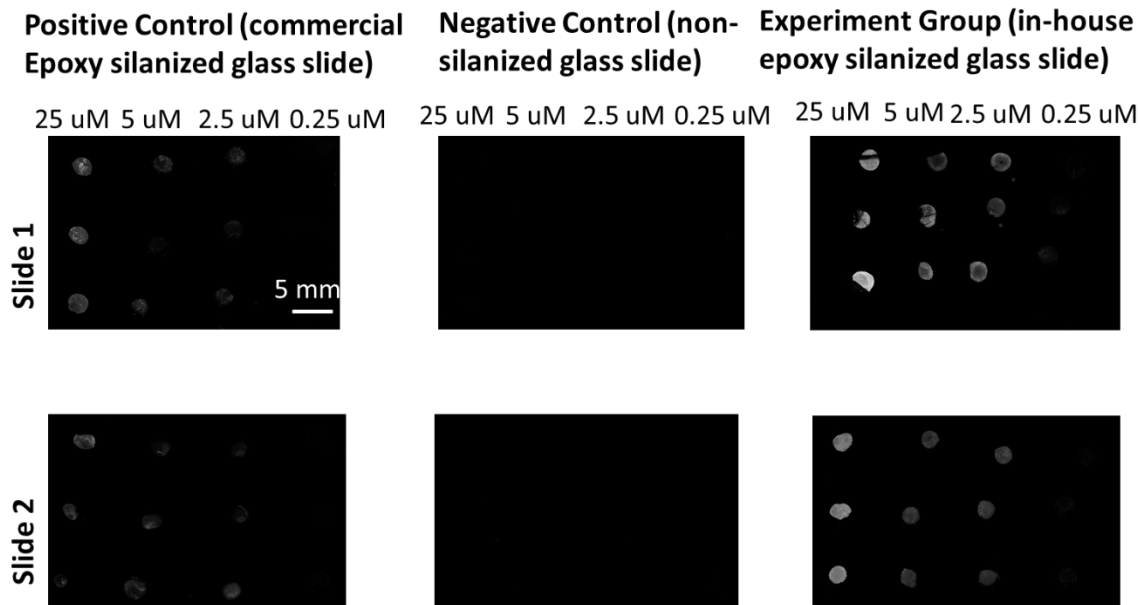 Positive Control (commercial
Epoxy silanized glass slide)
Negative Control (non-
silanized glass slide)
Experiment Group (in-house
epoxy silanized glass slide)
25 uM 5 uM 2.5 uM 0.25 uM
25 uM 5 uM 2.5 uM 0.25 uM
25 uM 5 uM 2.5 uM 0.25 uM
Slide 1
5 mm
Slide 2